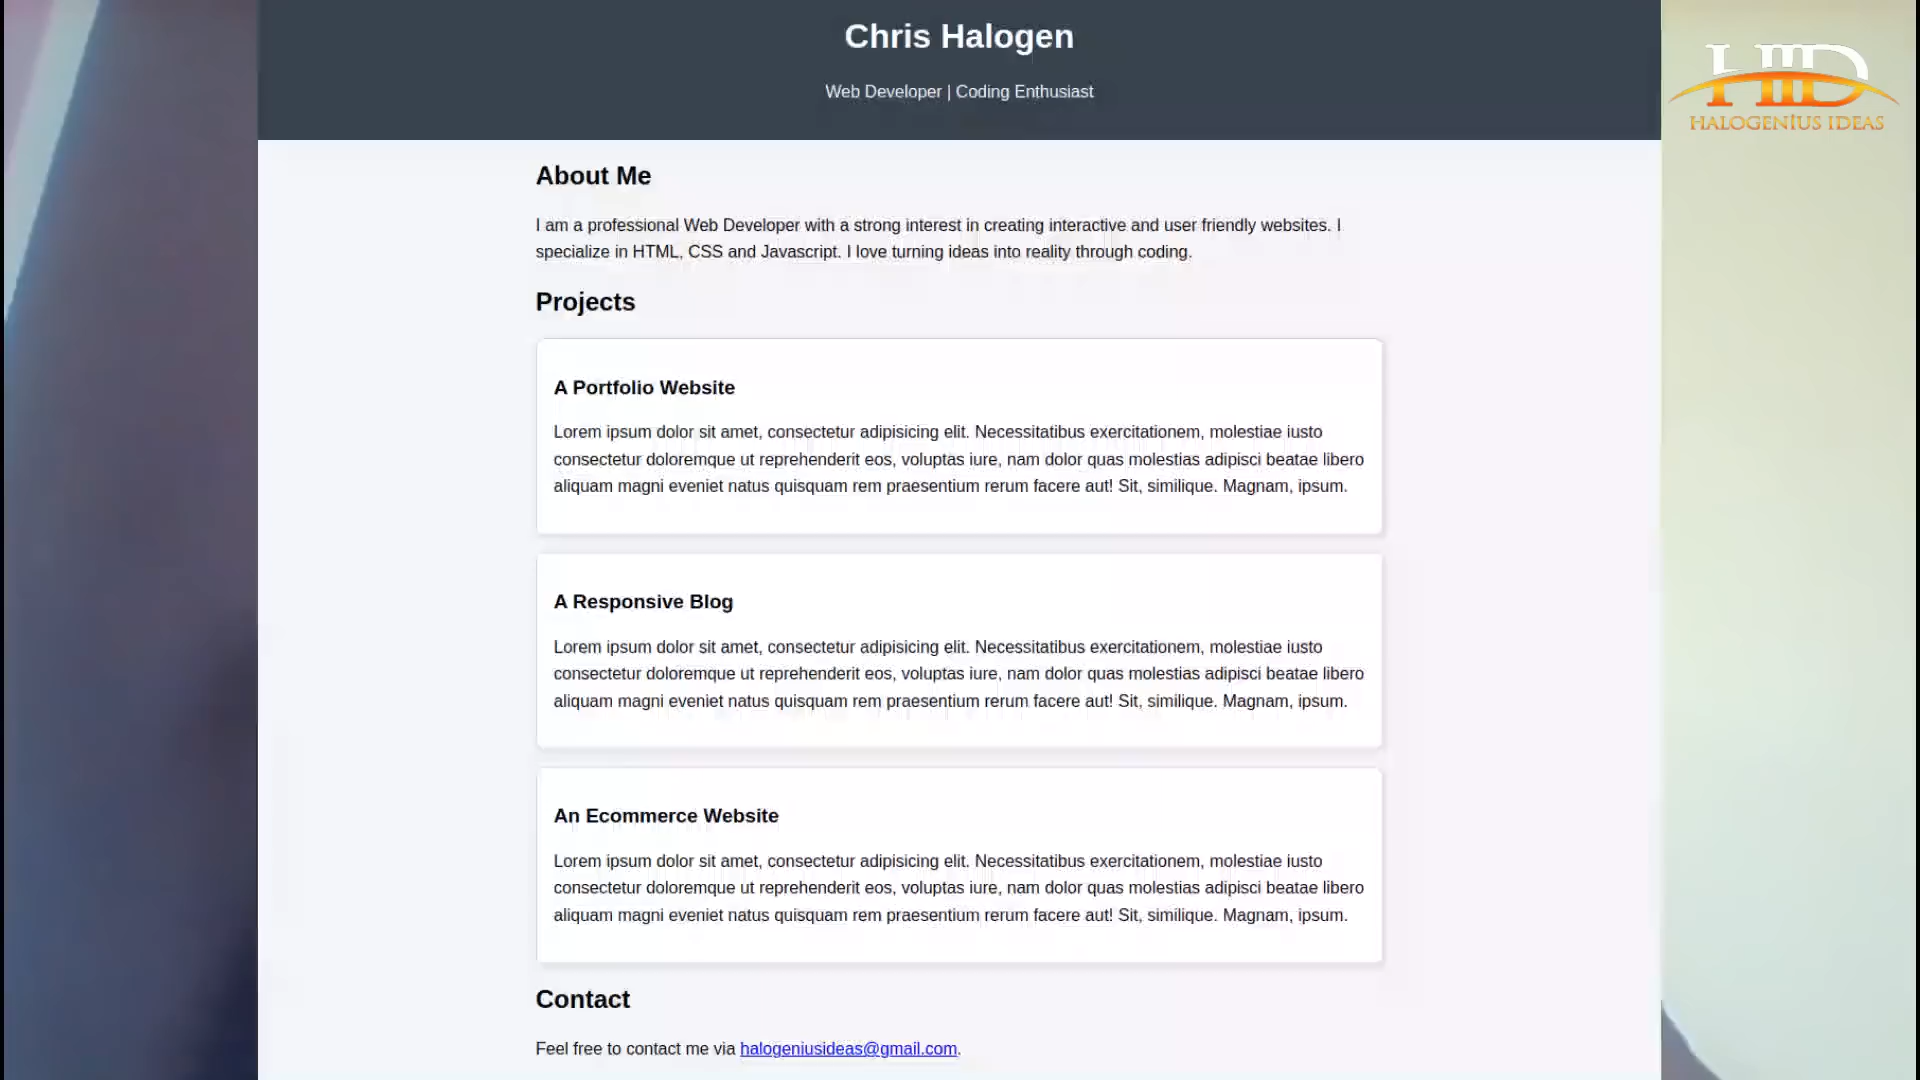 Chris Halogen
Web Developer | Coding Enthusiast
HID
HALOGENIUS IDEAS
About Me
I am a professional Web Developer with a strong interest in creating interactive and user friendly websites. I
specialize in HTML, CSS and Javascript. I love turning ideas into reality through coding.
Projects
A Portfolio Website
Lorem ipsum dolor sit amet, consectetur adipisicing elit. Necessitatibus exercitationem, molestiae iusto
consectetur doloremque ut reprehenderit eos, voluptas iure, nam dolor quas molestias adipisci beatae libero
aliquam magni eveniet natus quisquam rem praesentium rerum facere aut! Sit, similique. Magnam, ipsum.
A Responsive Blog
Lorem ipsum dolor sit amet, consectetur adipisicing elit. Necessitatibus exercitationem, molestiae iusto
consectetur doloremque ut reprehenderit eos, voluptas iure, nam dolor quas molestias adipisci beatae libero
aliquam magni eveniet natus quisquam rem praesentium rerum facere aut! Sit, similique. Magnam, ipsum.
An Ecommerce Website
Lorem ipsum dolor sit amet, consectetur adipisicing elit. Necessitatibus exercitationem, molestiae iusto
consectetur doloremque ut reprehenderit eos, voluptas iure, nam dolor quas molestias adipisci beatae libero
aliquam magni eveniet natus quisquam rem praesentium rerum facere aut! Sit, similique. Magnam, ipsum.
Contact
Feel free to contact me via halogeniusideas@gmail.com.